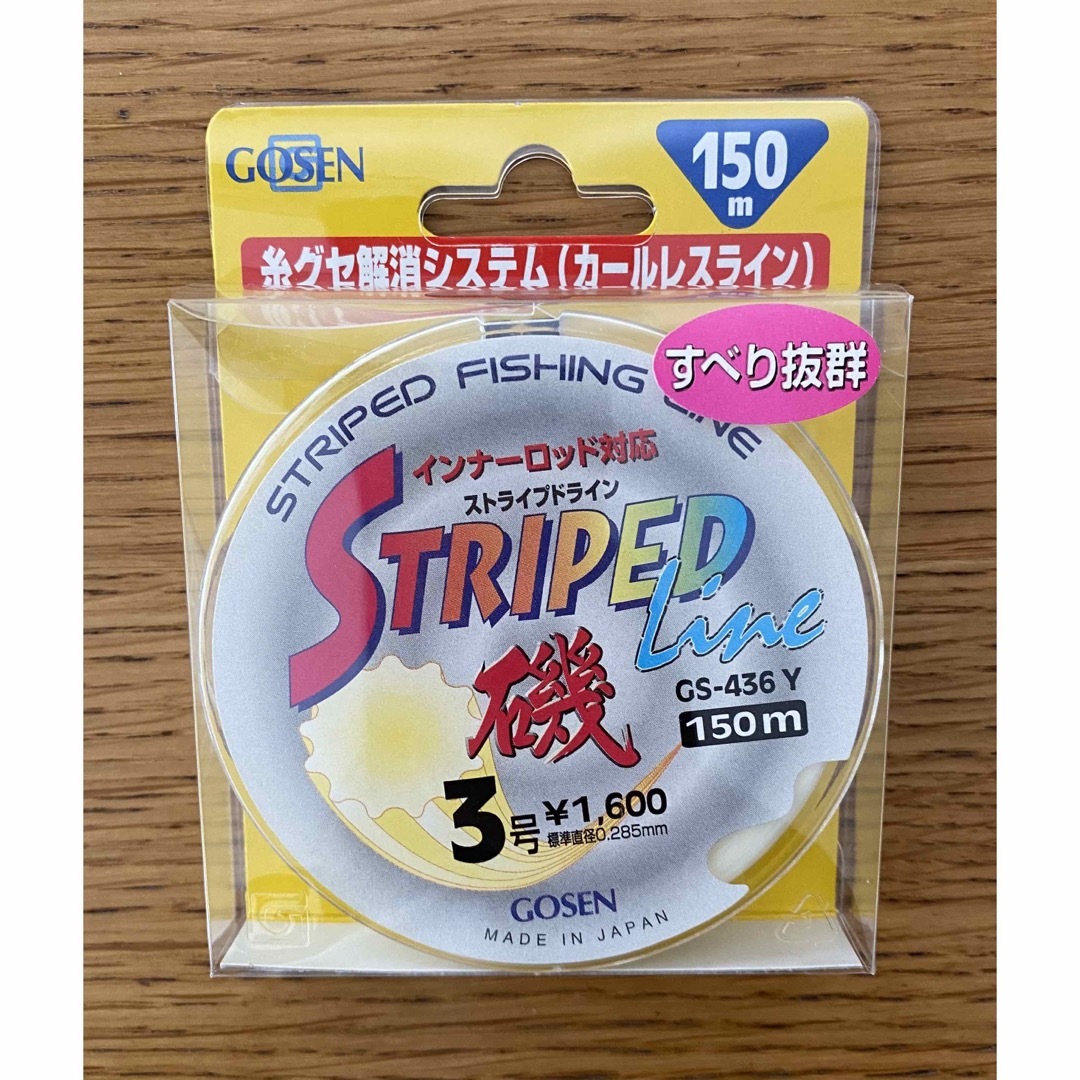 GOSEN
150
m
糸グセ解消システム(カールレスライン)
すべり抜群
STRIPED FISHING LINE
インナーロッド対応
ストライプドライン
STRIPED
Line
磯
GS-436 Y
150m
3号 ¥1,600
標準直径0.285mm
GOSEN
MADE IN JAPAN